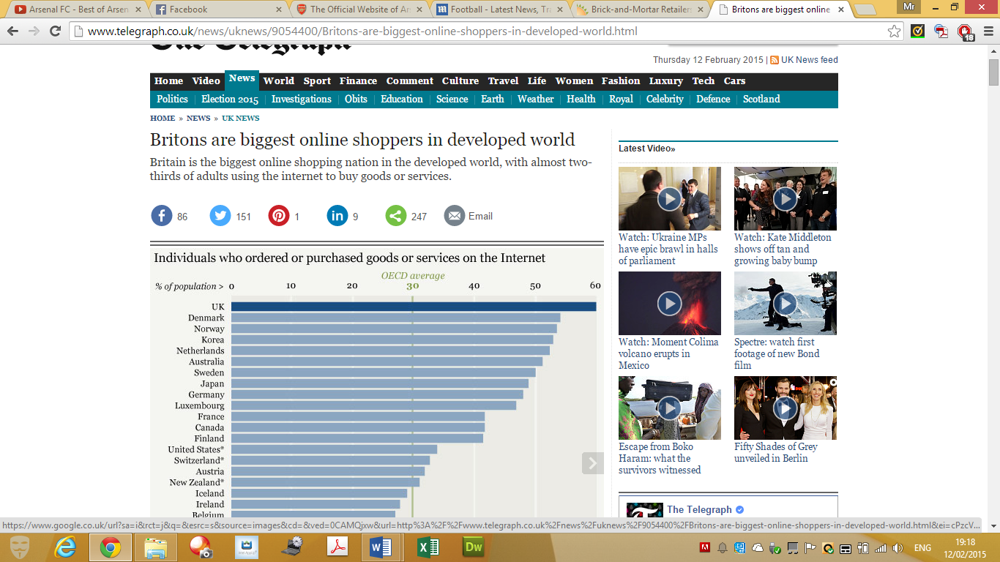 Arsenal FC - Best of Arsen
Facebook
The Official Website of Ar
Football - Latest News, Tra
Brick-and-Mortar Retailers
Britons are biggest online
Mr
www.telegraph.co.uk/news/uknews/9054400/Britons-are-biggest-online-shoppers-in-developed-world.html
18
The Telegraph
Thursday 12 February 2015 | UK News feed
Home Video News World Sport Finance Comment Culture Travel Life Women Fashion Luxury Tech Cars
Politics Election 2015 Investigations Obits Education Science Earth Weather Health Royal Celebrity Defence Scotland
HOME » NEWS » UK NEWS
Britons are biggest online shoppers in developed world
Britain is the biggest online shopping nation in the developed world, with almost two-
thirds of adults using the internet to buy goods or services.
86 151 1 9 247 Email
Individuals who ordered or purchased goods or services on the Internet
OECD average
% of population > 0 10 20 30 40 50 60
UK
Denmark
Norway
Korea
Netherlands
Australia
Sweden
Japan
Germany
Luxembourg
France
Canada
Finland
United States*
Switzerland*
Austria
New Zealand*
Iceland
Ireland
Belgium
Latest Video»
Watch: Ukraine MPs
have epic brawl in halls
of parliament
Watch: Kate Middleton
shows off tan and
growing baby bump
Watch: Moment Colima
volcano erupts in
Mexico
Spectre: watch first
footage of new Bond
film
Escape from Boko
Haram: what the
survivors witnessed
Fifty Shades of Grey
unveiled in Berlin
The Telegraph
https://www.google.co.uk/url?sa=i&rct=j&q=&esrc=s&source=images&cd=&ved=0CAMQjxw&url=http%3A%2F%2Fwww.telegraph.co.uk%2Fnews%2Fuknews%2F9054400%2FBritons-are-biggest-online-shoppers-in-developed-world.html&ei=cPzcV...
Dw
ENG
19:18
12/02/2015